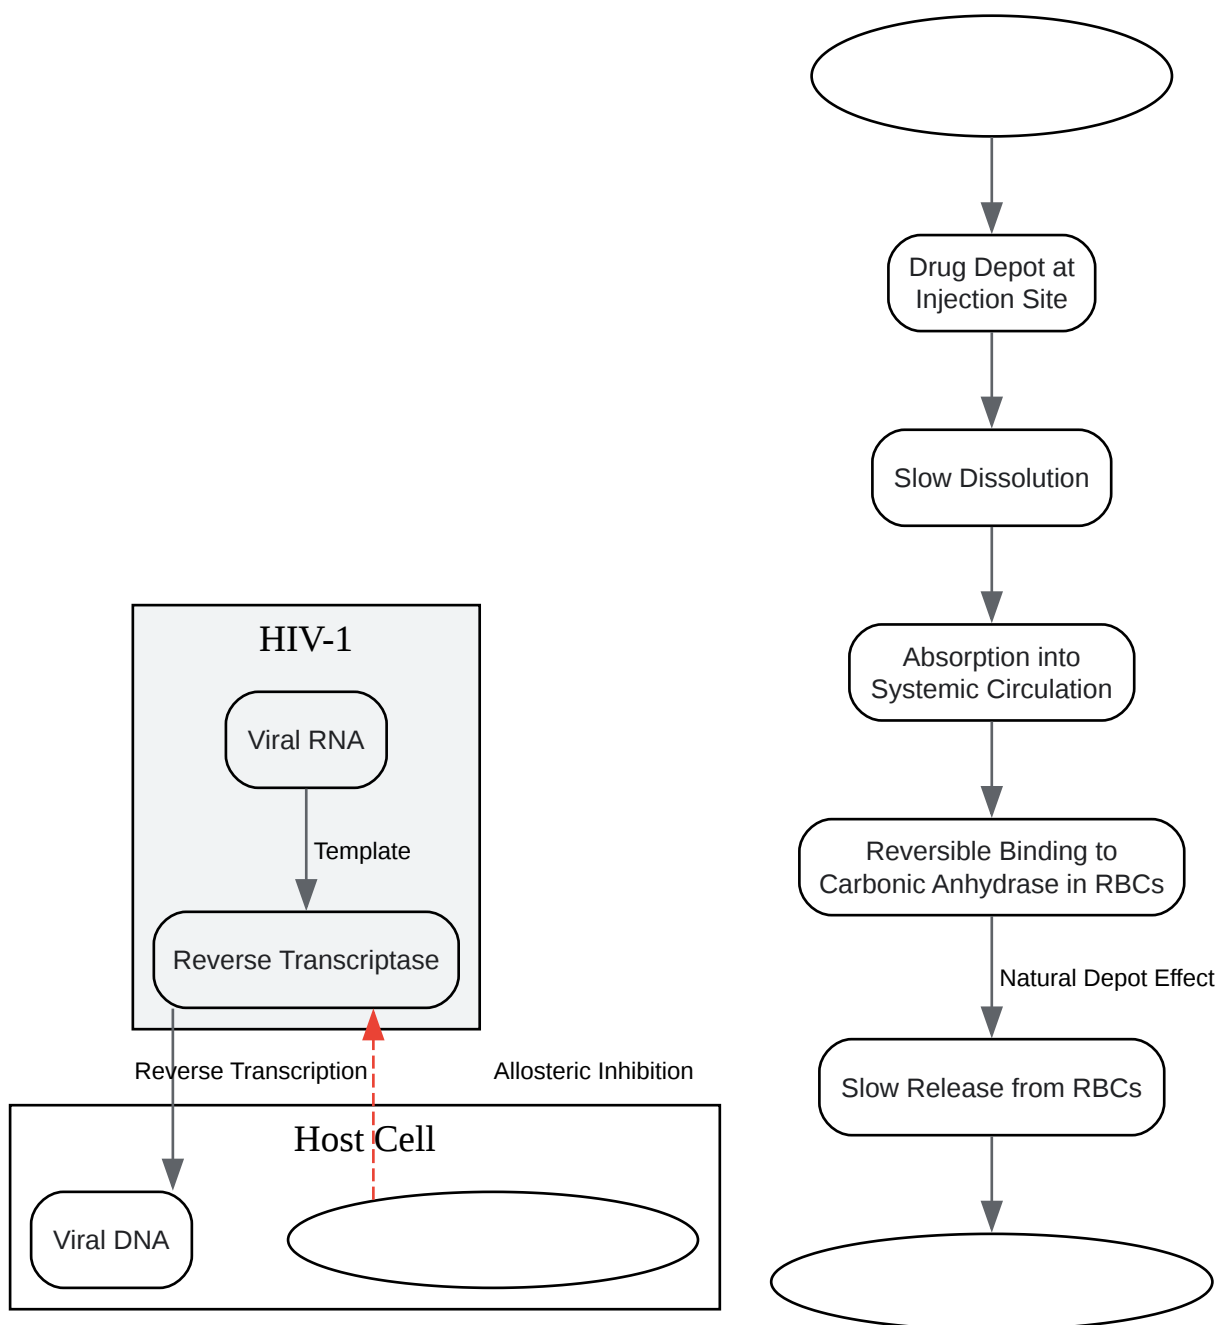 HIV-1
Viral RNA
Template
Reverse Transcriptase
Reverse Transcription
Allosteric Inhibition
Host Cell
Viral DNA
Drug Depot at
Injection Site
Slow Dissolution
Absorption into
Systemic Circulation
Reversible Binding to
Carbonic Anhydrase in RBCs
Natural Depot Effect
Slow Release from RBCs